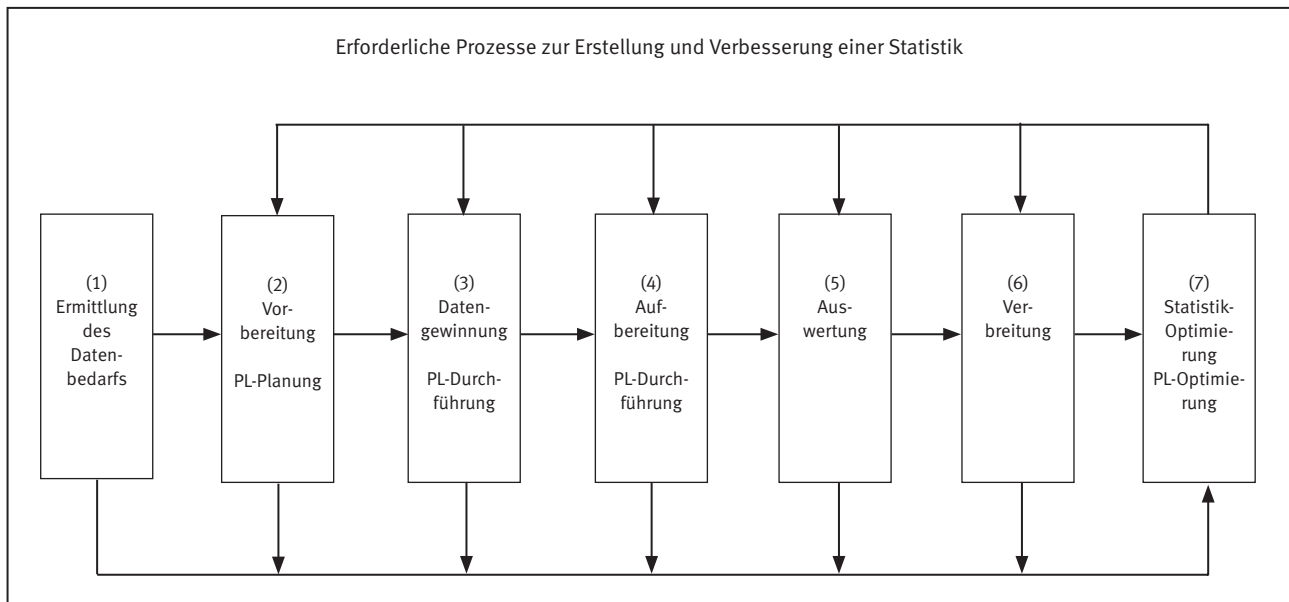 Erforderliche Prozesse zur Erstellung und Verbesserung einer Statistik
(1)
Ermittlung
des
Daten-
bedarfs
(2)
Vor-
bereitung
PL-Planung
(3)
Daten-
gewinnung
PL-Durch-
führung
(4)
Auf-
bereitung
PL-Durch-
führung
(5)
Aus-
wertung
(6)
Ver-
breitung
(7)
Statistik-
Optimie-
rung
PL-Optimie-
rung